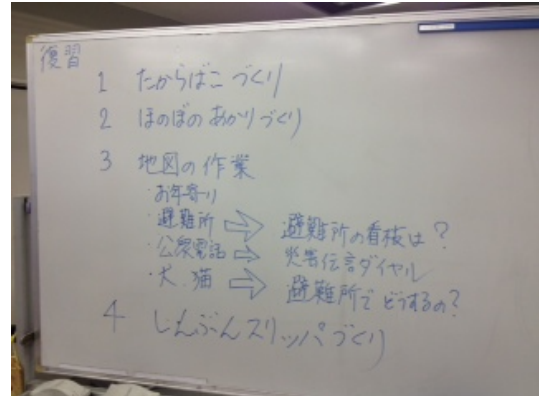 復習
1 たからばこづくり
2 ほのぼのあかりづくり
3 地図の作業
・お年寄り
・避難所 ⇨ 避難所の看板は?
・公衆電話 ⇨ 災害伝言ダイヤル
・犬.猫 ⇨ 避難所でどうするの?
4 しんぶんスリッパづくり